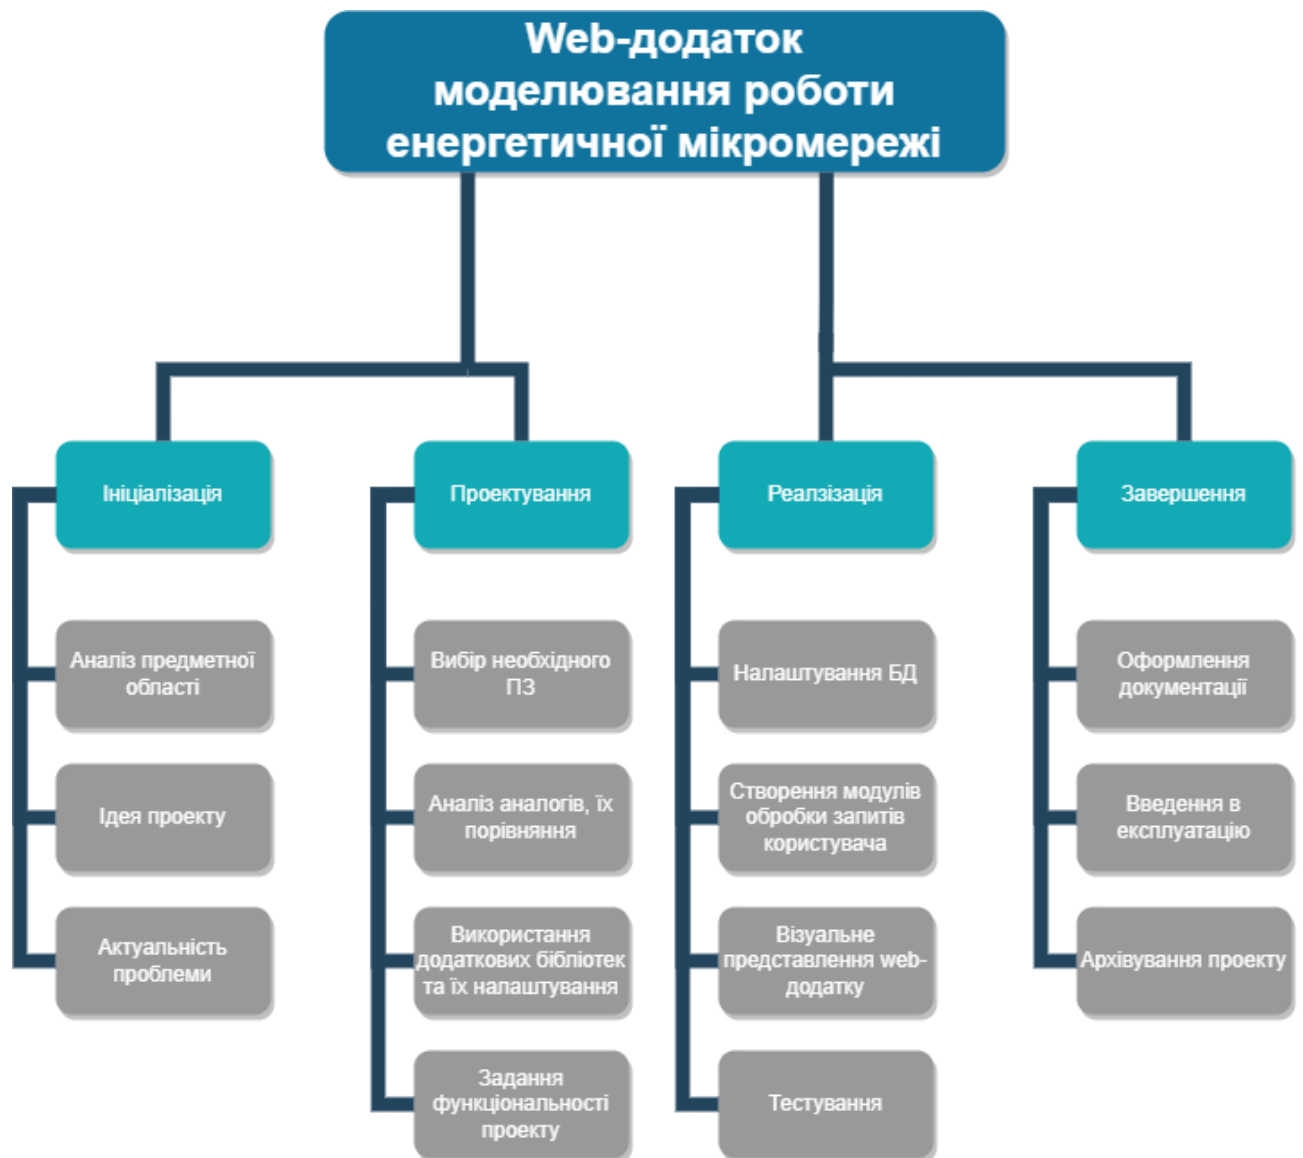 Web-додаток
моделювання роботи
енергетичної мікромережі
Ініціалізація
Проектування
Реалзізація
Завершення
Аналіз предметної
області
Вибір необхідного
ПЗ
Налаштування БД
Оформлення
документації
Ідея проекту
Аналіз аналогів, їх
порівняння
Створення модулів
обробки запитів
користувача
Введення в
експлуатацію
Актуальність
проблеми
Використання
додаткових бібліотек
та їх налаштування
Візуальне
представлення web-
додатку
Архівування проекту
Задання
функціональності
проекту
Тестування